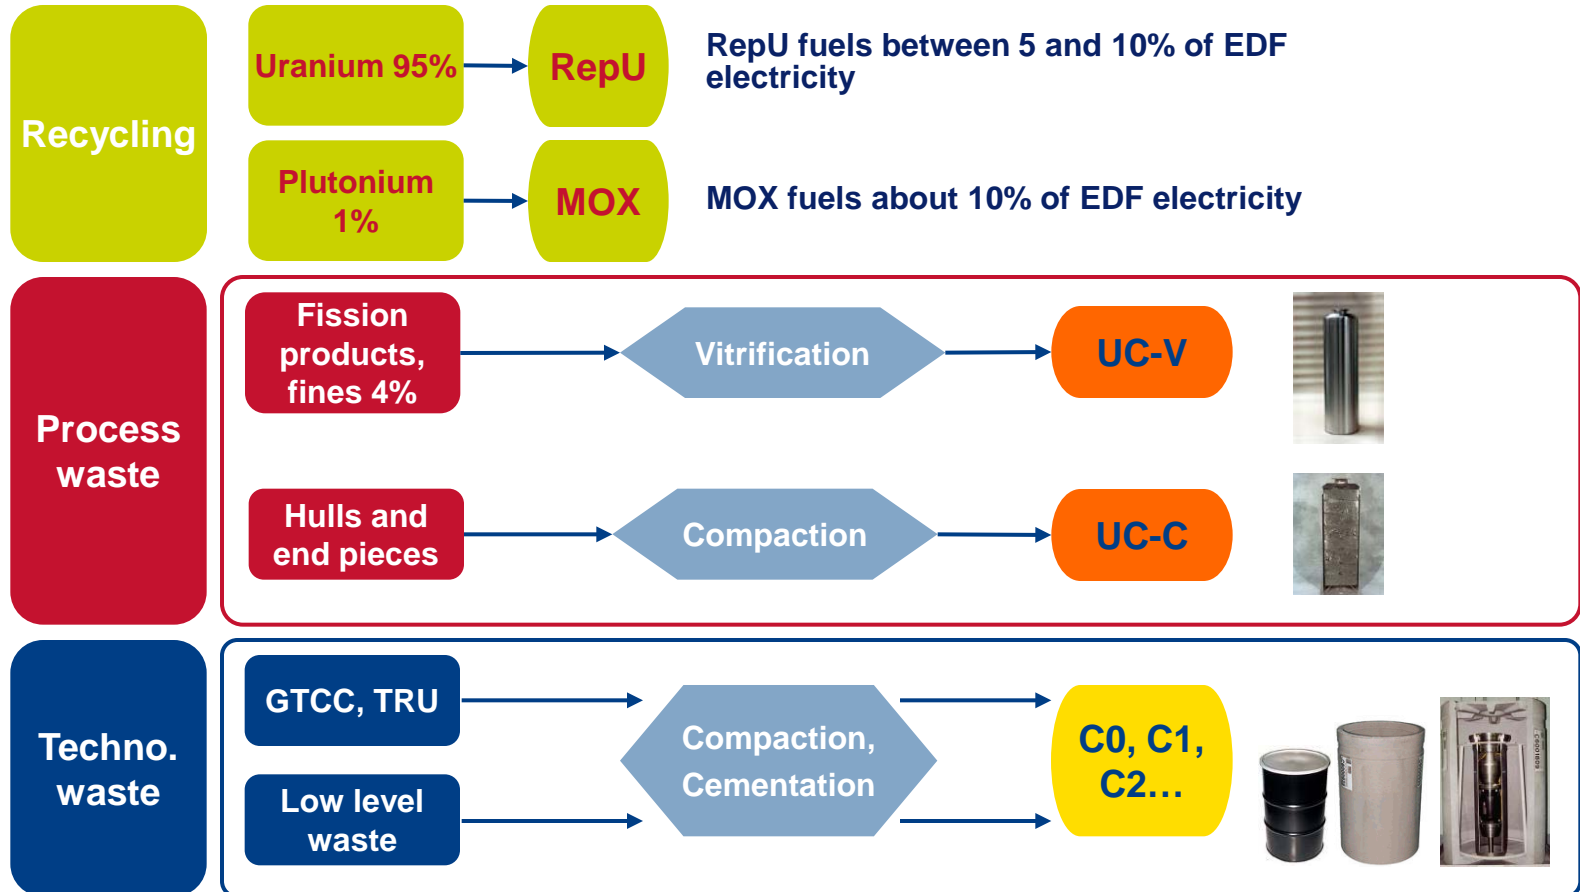 Recycling
Uranium 95%
RepU
RepU fuels between 5 and 10% of EDF
electricity
Plutonium
1%
MOX
MOX fuels about 10% of EDF electricity
Process
waste
Fission
products,
fines 4%
Vitrification
UC-V
Hulls and
end pieces
Compaction
UC-C
Techno.
waste
GTCC, TRU
Low level
waste
Compaction,
Cementation
C0, C1,
C2…